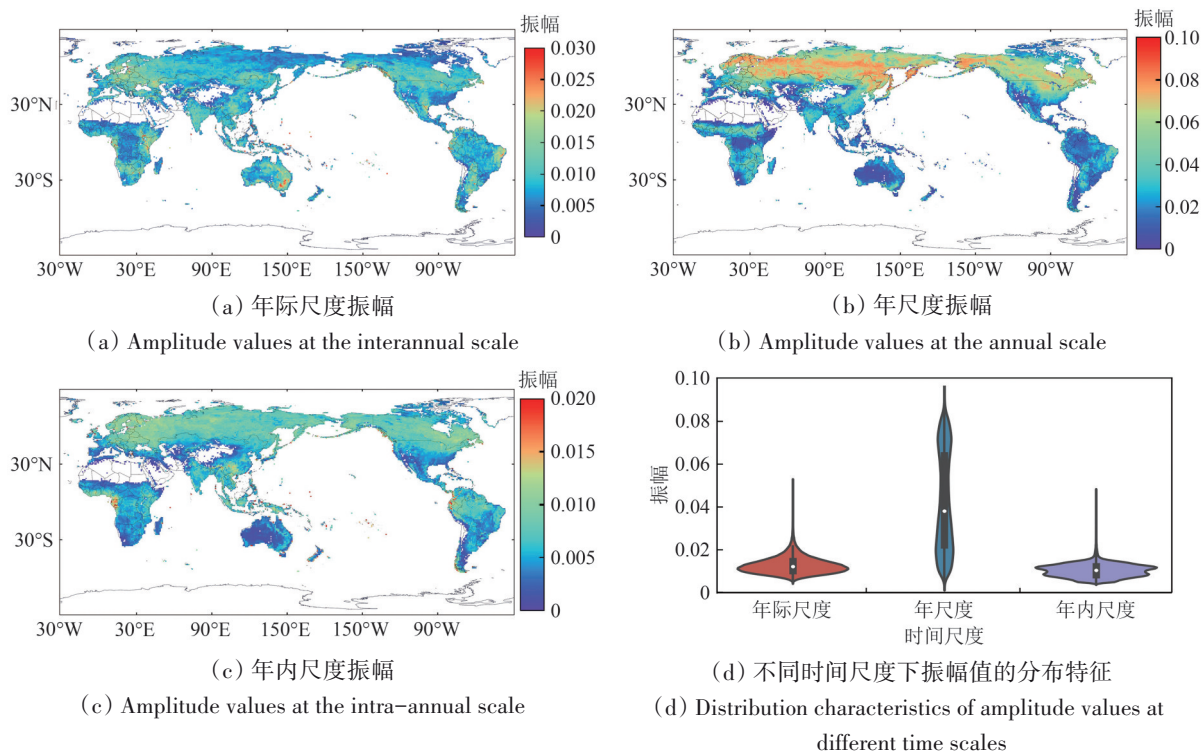 振幅
0.030
0.025
0.020
0.015
0.010
0.005
0
30°N
30°S
30°W 30°E 90°E 150°E 150°W 90°W
(a)年际尺度振幅
(a) Amplitude values at the interannual scale
振幅
0.10
0.08
0.06
0.04
0.02
0
30°N
30°S
30°W 30°E 90°E 150°E 150°W 90°W
(b)年尺度振幅
(b) Amplitude values at the annual scale
振幅
0.020
0.015
0.010
0.005
0
30°N
30°S
30°W 30°E 90°E 150°E 150°W 90°W
(c)年内尺度振幅
(c) Amplitude values at the intra-annual scale
0.10
0.08
0.06
0.04
0.02
0
振幅
年际尺度 年尺度 年内尺度
时间尺度
(d)不同时间尺度下振幅值的分布特征
(d) Distribution characteristics of amplitude values at
different time scales